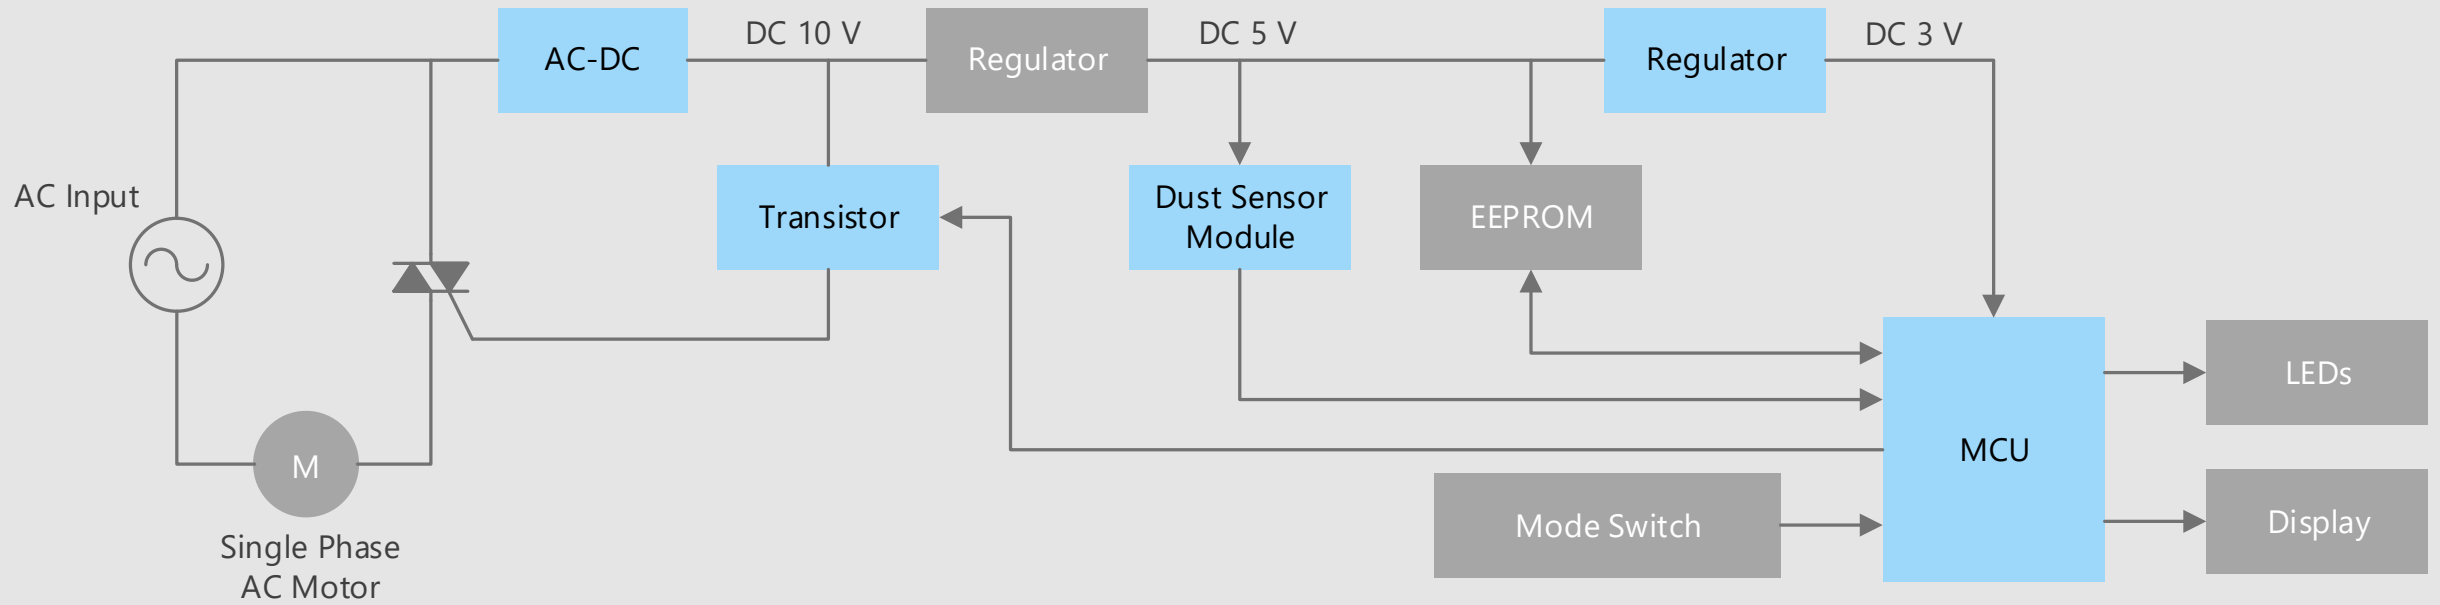 AC-DC
DC 10 V
Regulator
DC 5 V
Regulator
DC 3 V
AC Input
Transistor
Dust Sensor
Module
EEPROM
LEDs
MCU
M
Mode Switch
Display
Single Phase
AC Motor